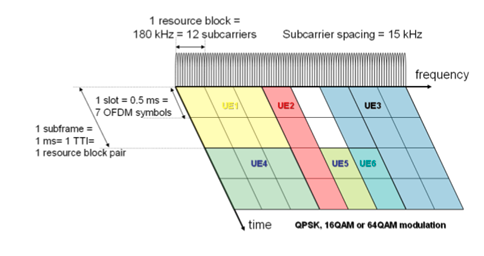 1 resource block =
180 kHz = 12 subcarriers
Subcarrier spacing = 15 kHz
frequency
1 slot = 0.5 ms =
7 OFDM symbols
UE1
UE2
UE3
1 subframe =
1 ms= 1 TTI=
1 resource block pair
UE4
UE5
UE6
time
QPSK, 16QAM or 64QAM modulation